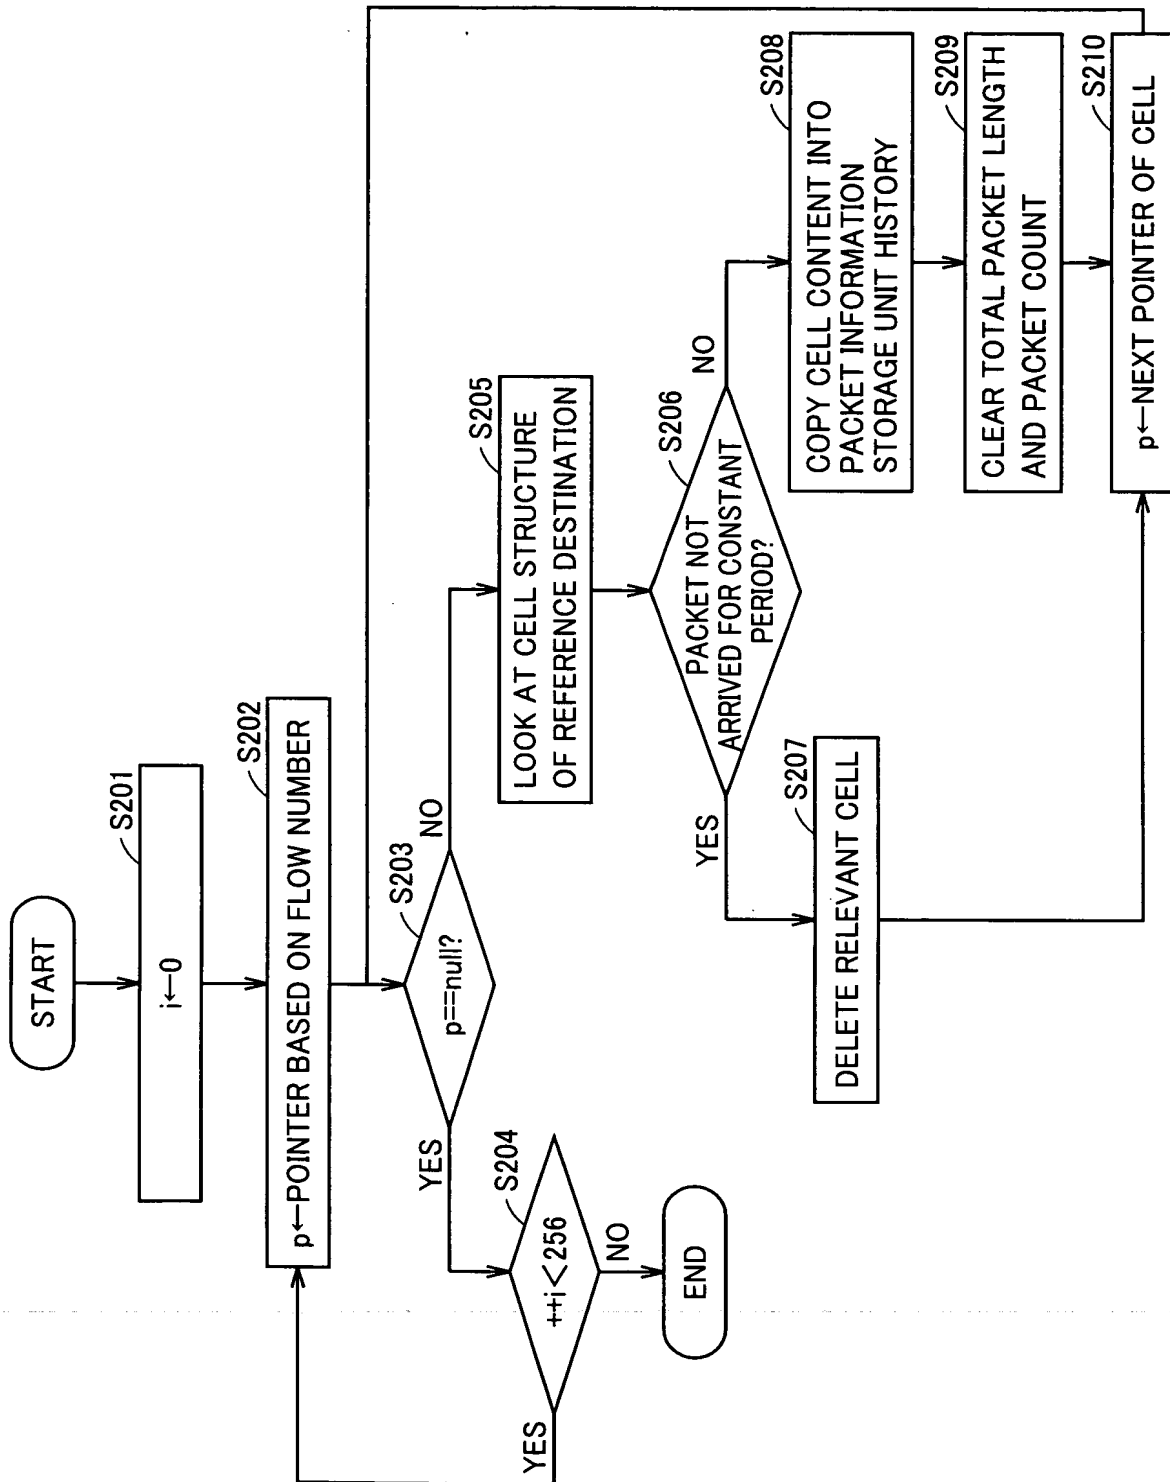 START
S201
i←0
S202
p←POINTER BASED ON FLOW NUMBER
S203
p==null?
YES
NO
S204
++i<256
YES
NO
END
S205
LOOK AT CELL STRUCTURE
OF REFERENCE DESTINATION
S206
PACKET NOT
ARRIVED FOR CONSTANT
PERIOD?
YES
NO
S207
DELETE RELEVANT CELL
S208
COPY CELL CONTENT INTO
PACKET INFORMATION
STORAGE UNIT HISTORY
S209
CLEAR TOTAL PACKET LENGTH
AND PACKET COUNT
S210
p←NEXT POINTER OF CELL